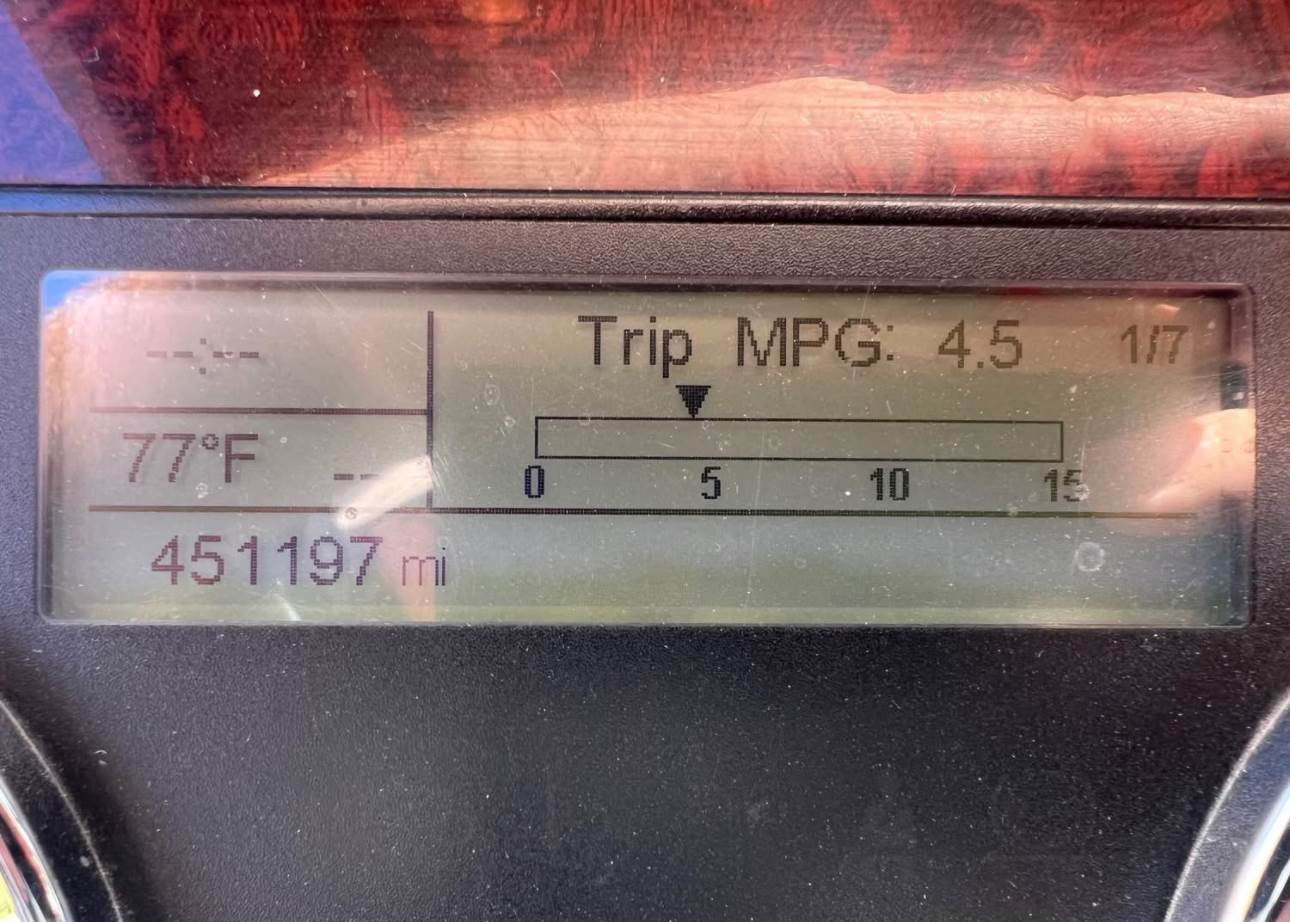 --:--
Trip MPG: 4.5 1/7
77°F --
0 5 10 15
451197 mi